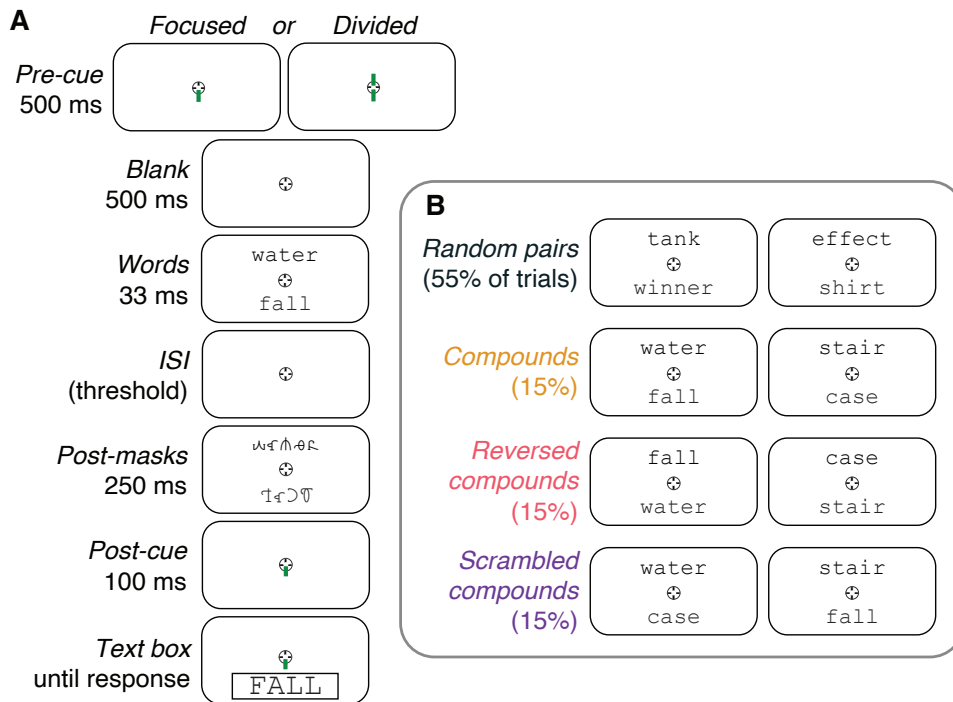 A
Focused or Divided
Pre-cue
500 ms
Blank
500 ms
Words
33 ms
water
fall
ISI
(threshold)
Post-masks
250 ms
Post-cue
100 ms
Text box
until response
FALL
B
Random pairs
(55% of trials)
tank
winner
effect
shirt
Compounds
(15%)
water
fall
stair
case
Reversed
compounds
(15%)
fall
water
case
stair
Scrambled
compounds
(15%)
water
case
stair
fall